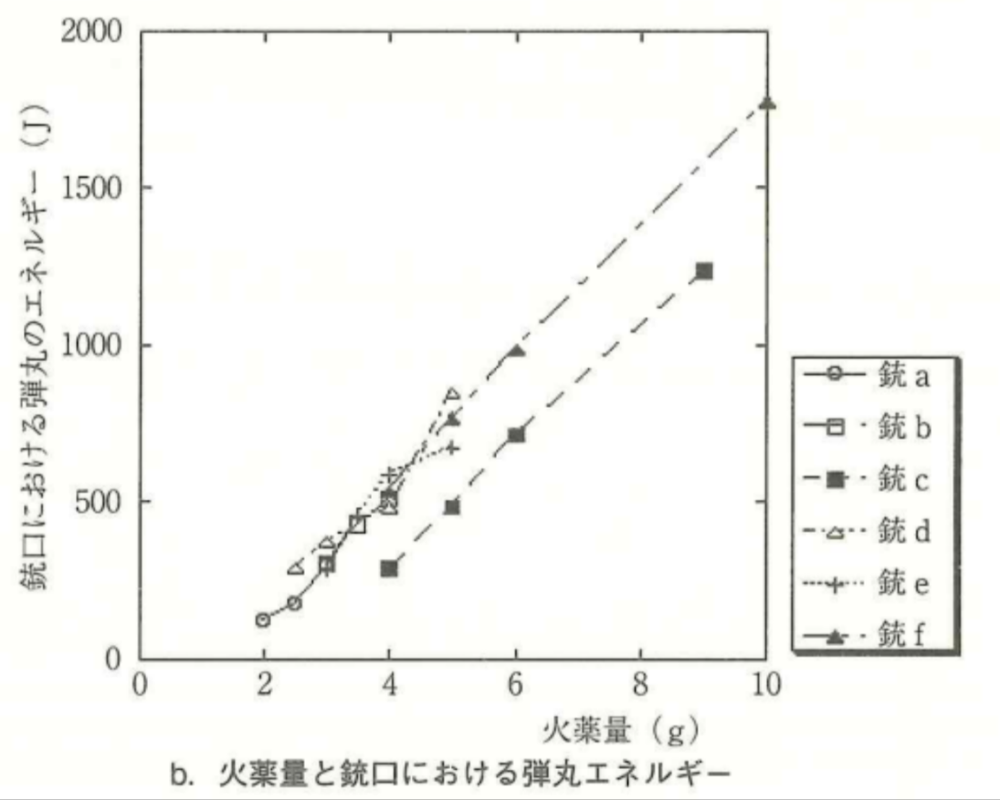 2000
1500
1000
500
0
銃口における弾丸のエネルギー（J）
0 2 4 6 8 10
火薬量（g）
銃 a
銃 b
銃 c
銃 d
銃 e
銃 f
b. 火薬量と銃口における弾丸エネルギー